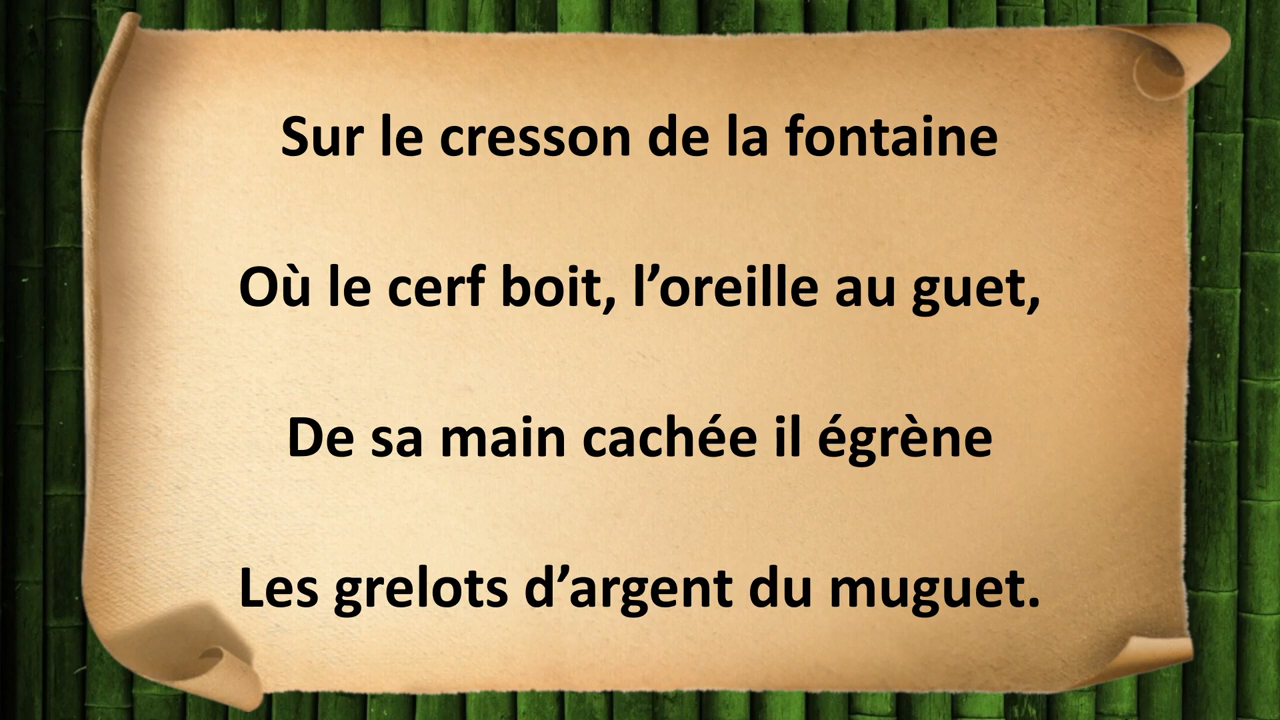 Sur le cresson de la fontaine
Où le cerf boit, l’oreille au guet,
De sa main cachée il égrène
Les grelots d’argent du muguet.